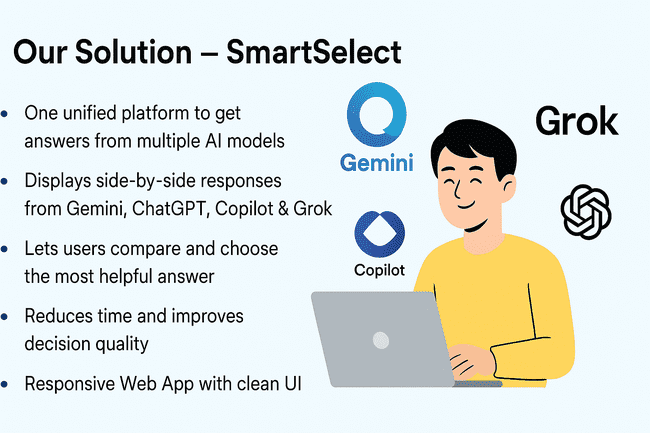 Our Solution – SmartSelect
• One unified platform to get
answers from multiple AI models
• Displays side-by-side responses
from Gemini, ChatGPT, Copilot & Grok
• Lets users compare and choose
the most helpful answer
• Reduces time and improves
decision quality
• Responsive Web App with clean UI
Gemini
Grok
Copilot